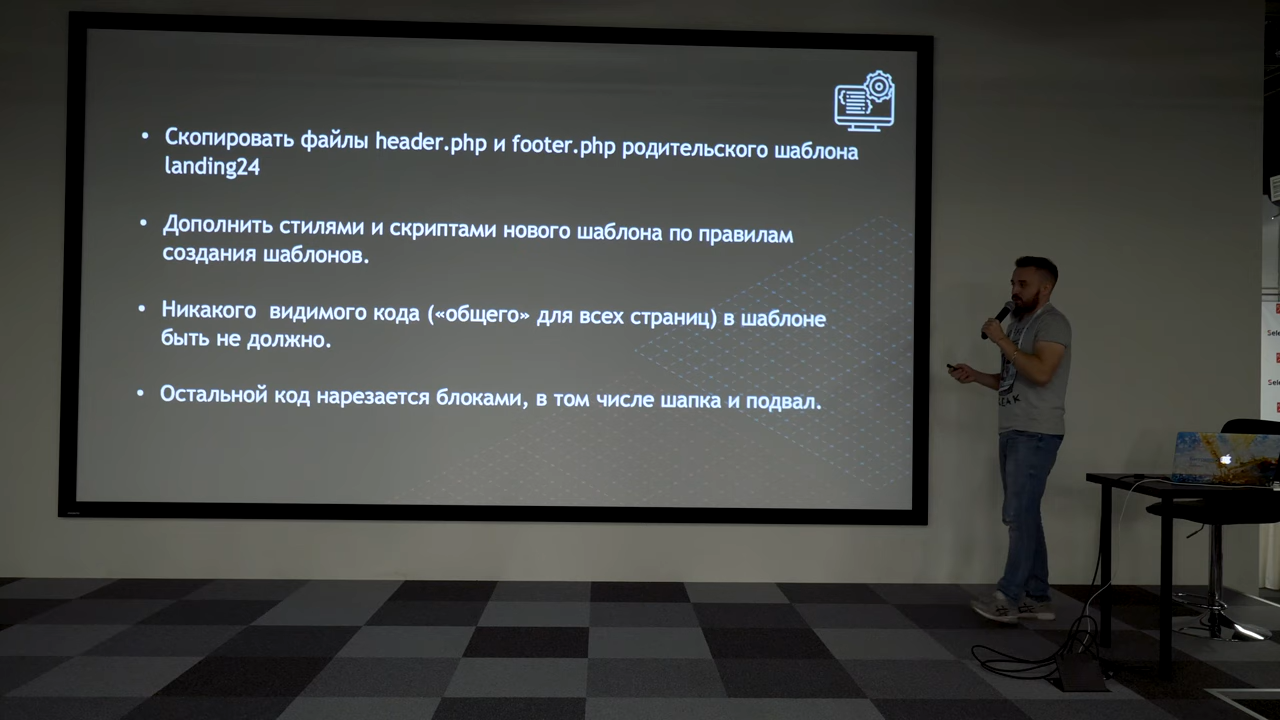 • Скопировать файлы header.php и footer.php родительского шаблона
landing24
• Дополнить стилями и скриптами нового шаблона по правилам
создания шаблонов.
• Никакого  видимого кода («общего» для всех страниц) в шаблоне
быть не должно.
• Остальной код нарезается блоками, в том числе шапка и подвал.